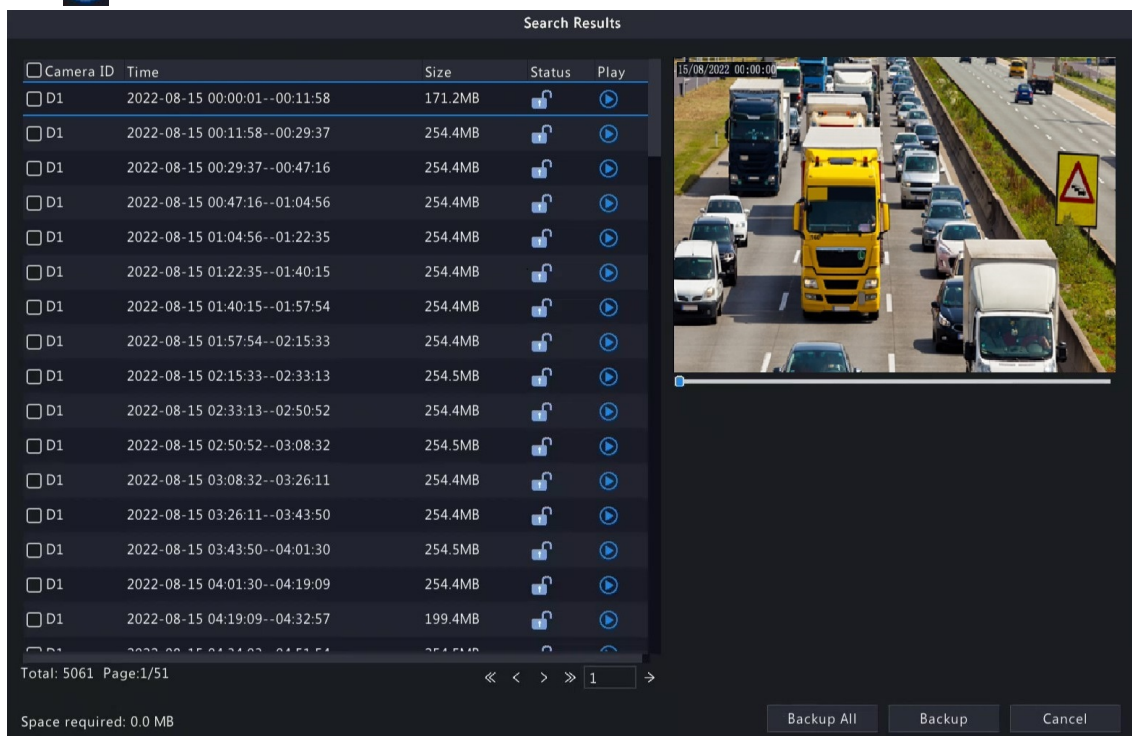 Search Results
Camera ID Time Size Status Play
D1 2022-08-15 00:00:01--00:11:58 171.2MB
D1 2022-08-15 00:11:58--00:29:37 254.4MB
D1 2022-08-15 00:29:37--00:47:16 254.4MB
D1 2022-08-15 00:47:16--01:04:56 254.4MB
D1 2022-08-15 01:04:56--01:22:35 254.4MB
D1 2022-08-15 01:22:35--01:40:15 254.4MB
D1 2022-08-15 01:40:15--01:57:54 254.4MB
D1 2022-08-15 01:57:54--02:15:33 254.4MB
D1 2022-08-15 02:15:33--02:33:13 254.5MB
D1 2022-08-15 02:33:13--02:50:52 254.4MB
D1 2022-08-15 02:50:52--03:08:32 254.5MB
D1 2022-08-15 03:08:32--03:26:11 254.4MB
D1 2022-08-15 03:26:11--03:43:50 254.4MB
D1 2022-08-15 03:43:50--04:01:30 254.5MB
D1 2022-08-15 04:01:30--04:19:09 254.4MB
D1 2022-08-15 04:19:09--04:32:57 199.4MB
Total: 5061 Page:1/51
1
Space required: 0.0 MB
15/08/2022 00:00:00
Backup All Backup Cancel